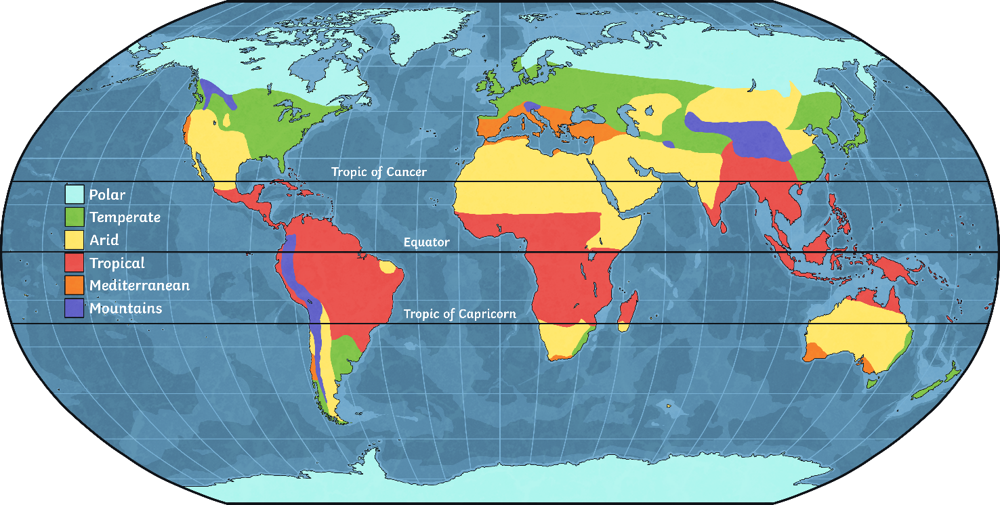 Tropic of Cancer
Polar
Temperate
Arid
Equator
Tropical
Mediterranean
Mountains
Tropic of Capricorn